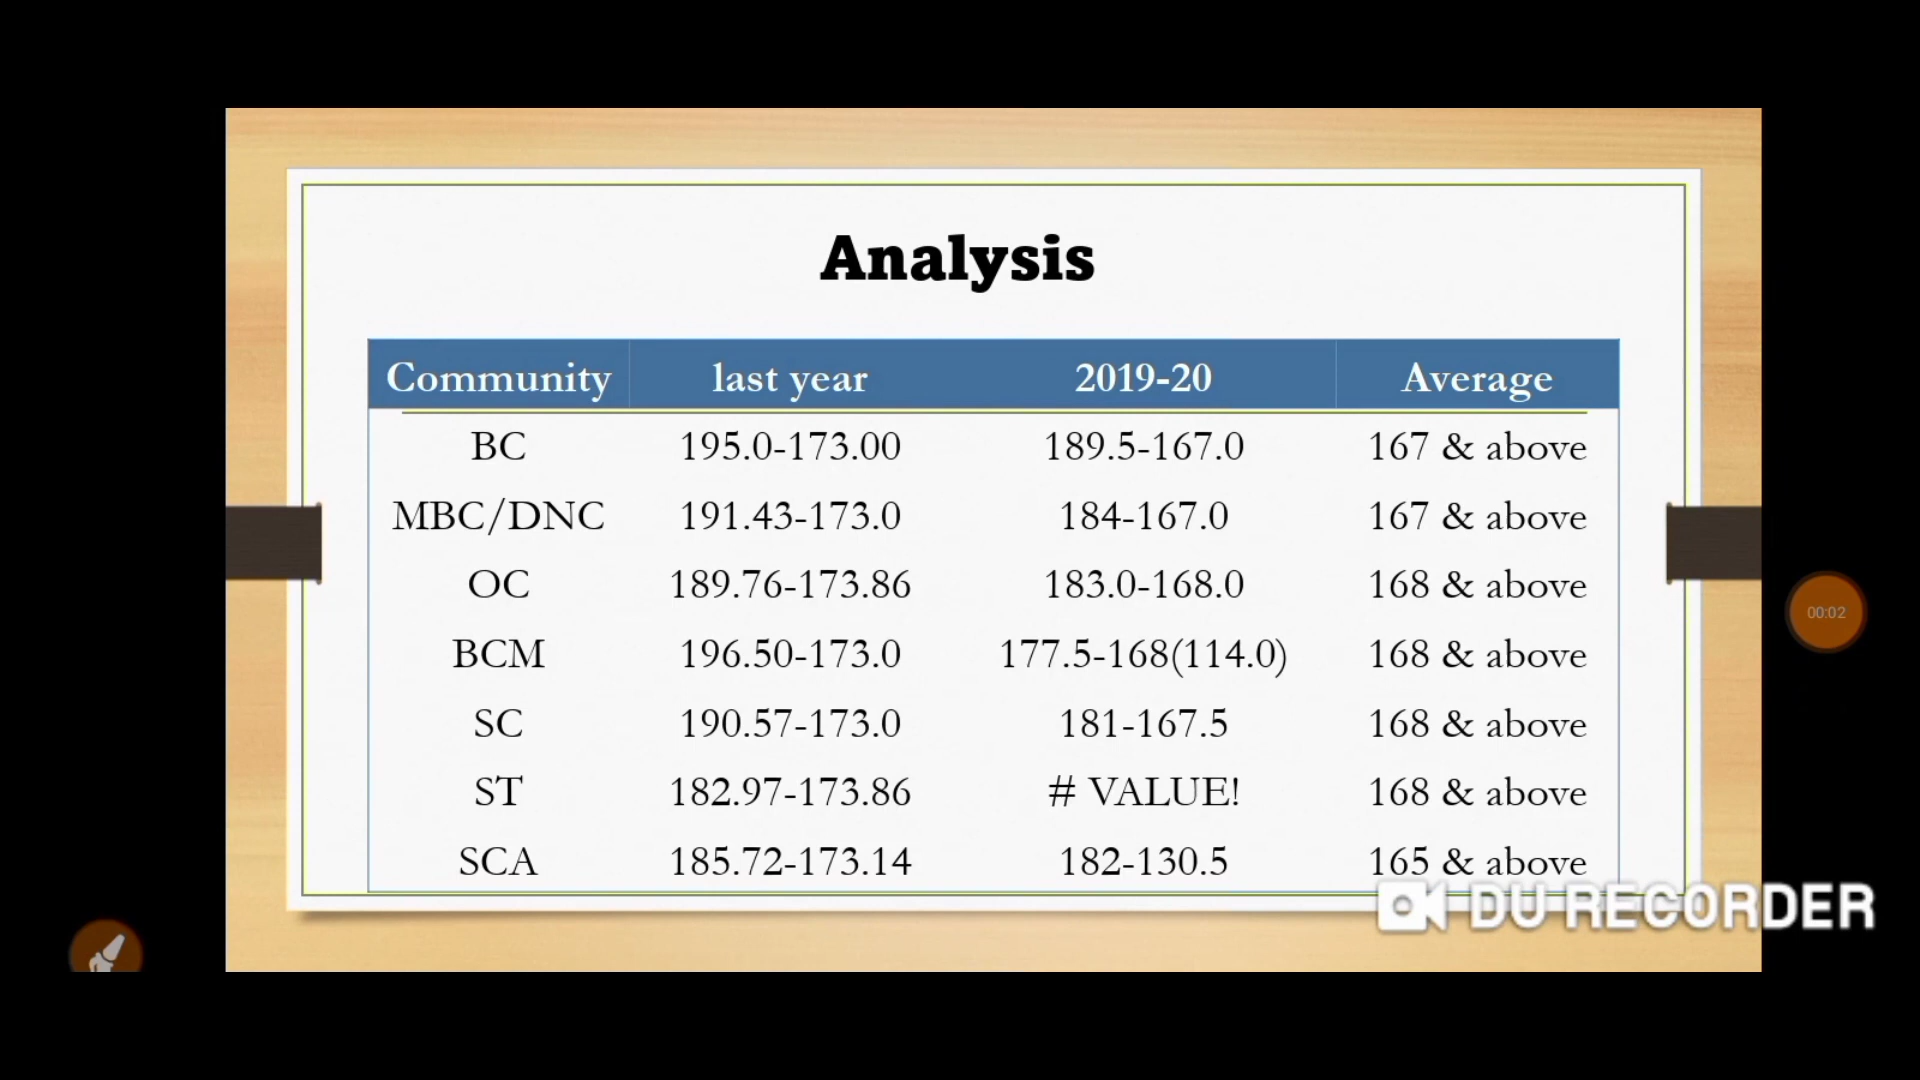 Analysis
Community last year 2019-20 Average
BC 195.0-173.00 189.5-167.0 167 & above
MBC/DNC 191.43-173.0 184-167.0 167 & above
OC 189.76-173.86 183.0-168.0 168 & above
BCM 196.50-173.0 177.5-168(114.0) 168 & above
SC 190.57-173.0 181-167.5 168 & above
ST 182.97-173.86 # VALUE! 168 & above
SCA 185.72-173.14 182-130.5 165 & above
00:02
DU RECORDER